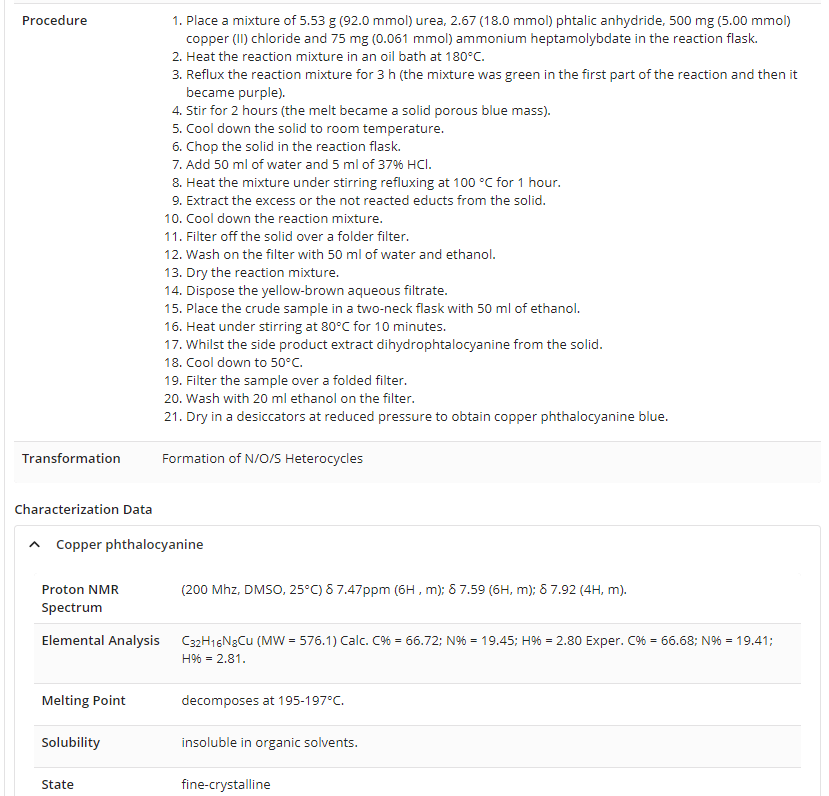 Procedure
1. Place a mixture of 5.53 g (92.0 mmol) urea, 2.67 (18.0 mmol) phtalic anhydride, 500 mg (5.00 mmol)
copper (II) chloride and 75 mg (0.061 mmol) ammonium heptamolybdate in the reaction flask.
2. Heat the reaction mixture in an oil bath at 180°C.
3. Reflux the reaction mixture for 3 h (the mixture was green in the first part of the reaction and then it
became purple).
4. Stir for 2 hours (the melt became a solid porous blue mass).
5. Cool down the solid to room temperature.
6. Chop the solid in the reaction flask.
7. Add 50 ml of water and 5 ml of 37% HCl.
8. Heat the mixture under stirring refluxing at 100 °C for 1 hour.
9. Extract the excess or the not reacted educts from the solid.
10. Cool down the reaction mixture.
11. Filter off the solid over a folder filter.
12. Wash on the filter with 50 ml of water and ethanol.
13. Dry the reaction mixture.
14. Dispose the yellow-brown aqueous filtrate.
15. Place the crude sample in a two-neck flask with 50 ml of ethanol.
16. Heat under stirring at 80°C for 10 minutes.
17. Whilst the side product extract dihydrophtalocyanine from the solid.
18. Cool down to 50°C.
19. Filter the sample over a folded filter.
20. Wash with 20 ml ethanol on the filter.
21. Dry in a desiccators at reduced pressure to obtain copper phthalocyanine blue.
Transformation
Formation of N/O/S Heterocycles
Characterization Data
Copper phthalocyanine
Proton NMR
Spectrum
(200 Mhz, DMSO, 25°C) δ 7.47ppm (6H , m); δ 7.59 (6H, m); δ 7.92 (4H, m).
Elemental Analysis
C32H16N8Cu (MW = 576.1) Calc. C% = 66.72; N% = 19.45; H% = 2.80 Exper. C% = 66.68; N% = 19.41;
H% = 2.81.
Melting Point
decomposes at 195-197°C.
Solubility
insoluble in organic solvents.
State
fine-crystalline